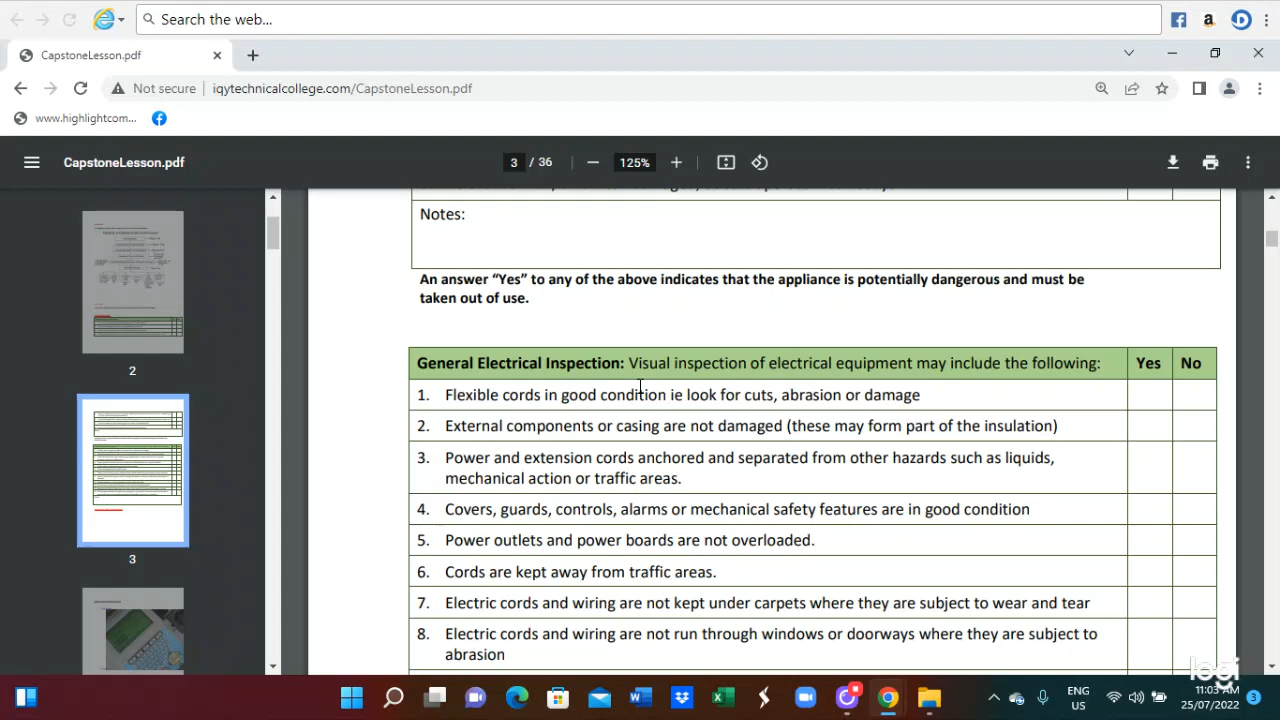 Search the web...
CapstoneLesson.pdf
Not secure
iqytechnicalcollege.com/CapstoneLesson.pdf
www.highlightcom...
CapstoneLesson.pdf
3 / 36
125%
Notes:
An answer “Yes” to any of the above indicates that the appliance is potentially dangerous and must be
taken out of use.
General Electrical Inspection: Visual inspection of electrical equipment may include the following: Yes No
1. Flexible cords in good condition ie look for cuts, abrasion or damage
2. External components or casing are not damaged (these may form part of the insulation)
3. Power and extension cords anchored and separated from other hazards such as liquids,
mechanical action or traffic areas.
4. Covers, guards, controls, alarms or mechanical safety features are in good condition
5. Power outlets and power boards are not overloaded.
6. Cords are kept away from traffic areas.
7. Electric cords and wiring are not kept under carpets where they are subject to wear and tear
8. Electric cords and wiring are not run through windows or doorways where they are subject to
abrasion
2
3
logi
ENG
US
11:03 AM
25/07/2022
3